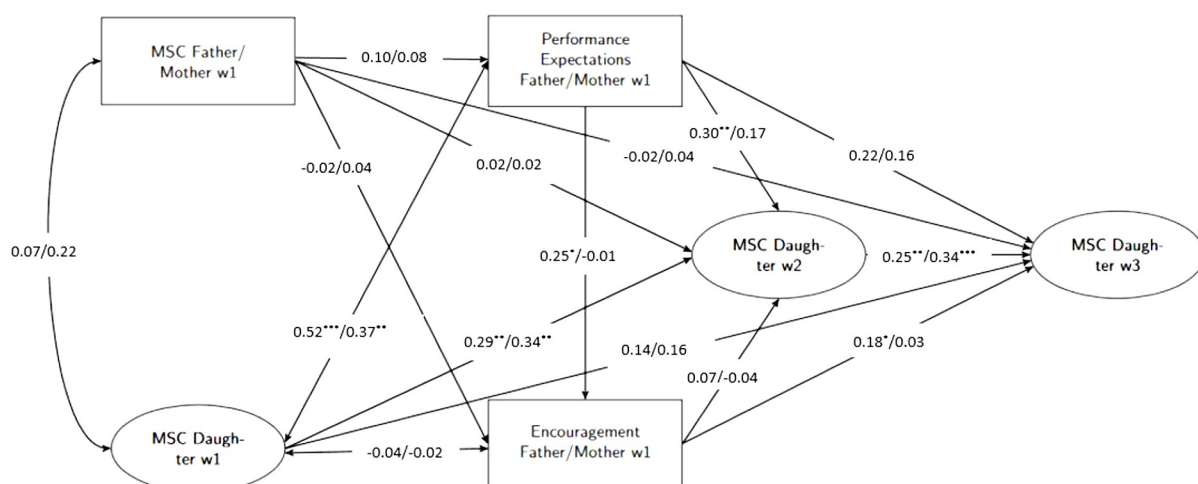 MSC Father/
Mother w1
0.10/0.08
Performance
Expectations
Father/Mother w1
0.30**/0.17
-0.02/0.04
0.22/0.16
-0.02/0.04
0.02/0.02
0.07/0.22
0.25*/-0.01
MSC Daugh-
ter w2
0.25**/0.34***
MSC Daugh-
ter w3
0.52***/0.37**
0.29**/0.34**
0.14/0.16
0.18*/0.03
0.07/-0.04
MSC Daugh-
ter w1
-0.04/-0.02
Encouragement
Father/Mother w1